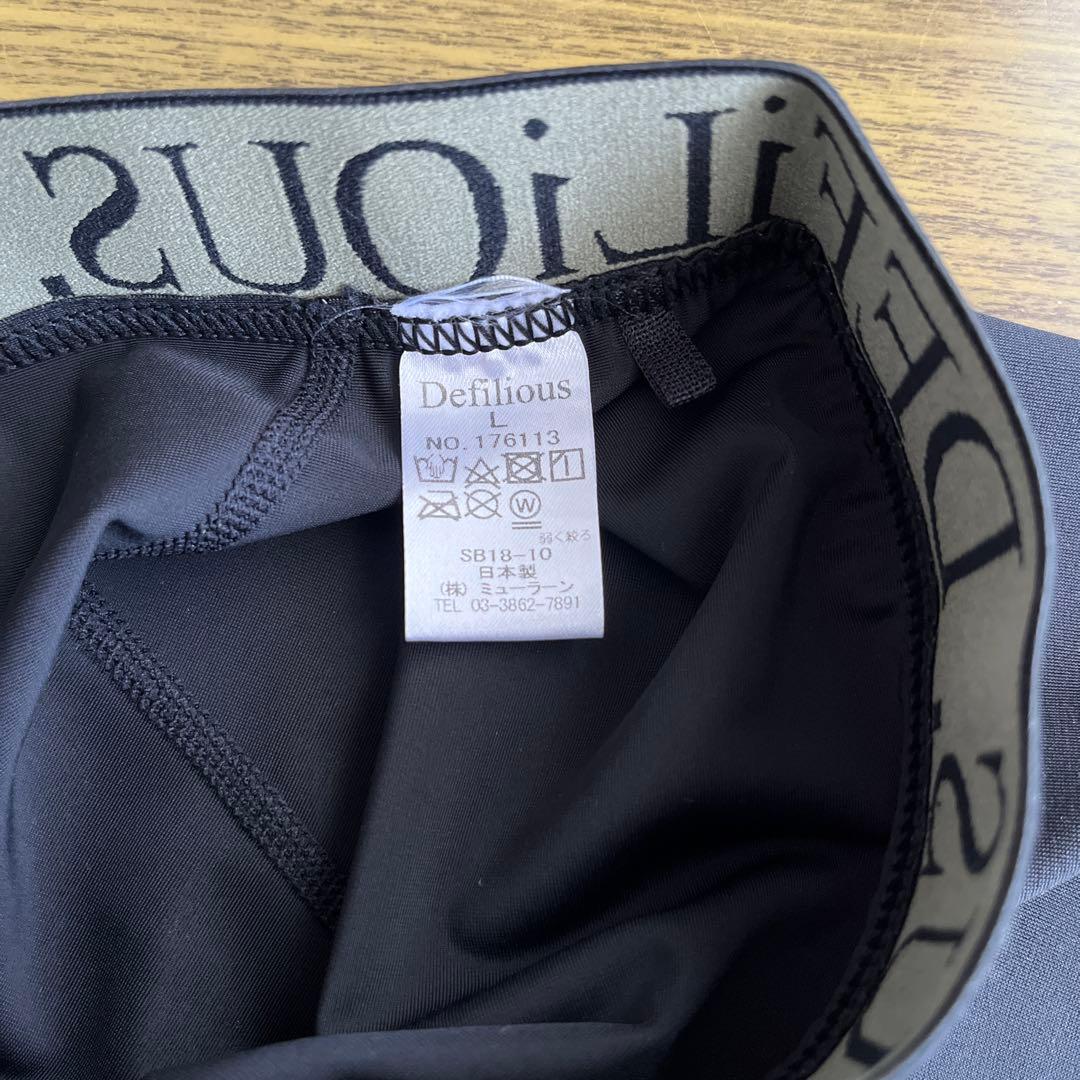 DEFiLiOUS.
Defilious
L
NO. 176113
W
弱く絞る
SB18-10
日本製
(株) ミューラーン
TEL 03-3862-7891